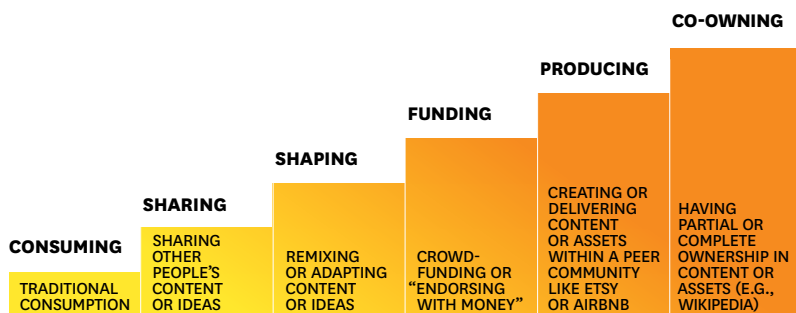 CONSUMING
TRADITIONAL
CONSUMPTION
SHARING
SHARING
OTHER
PEOPLE'S
CONTENT
OR IDEAS
SHAPING
REMIXING
OR ADAPTING
CONTENT
OR IDEAS
FUNDING
CROWD-
FUNDING OR
“ENDORSING
WITH MONEY”
PRODUCING
CREATING OR
DELIVERING
CONTENT
OR ASSETS
WITHIN A PEER
COMMUNITY
LIKE ETSY
OR AIRBNB
CO-OWNING
HAVING
PARTIAL OR
COMPLETE
OWNERSHIP IN
CONTENT OR
ASSETS (E.G.,
WIKIPEDIA)